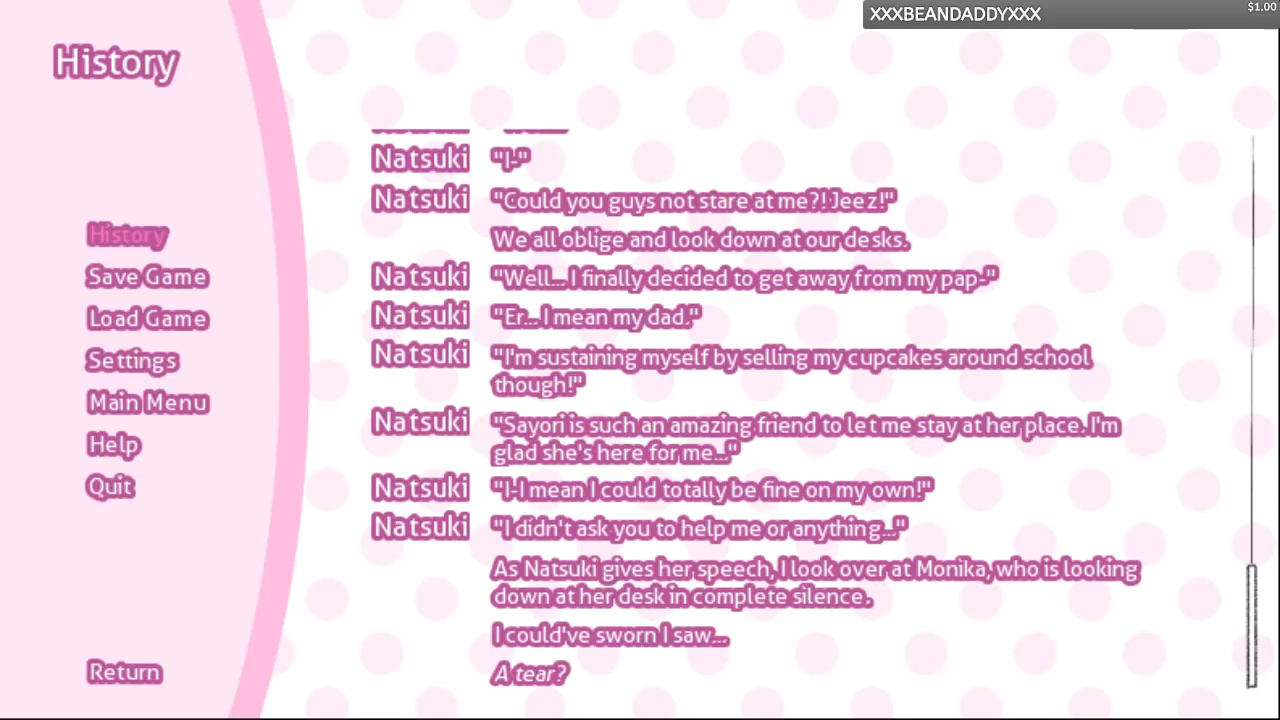 XXXBEANDADDYXXX
$1.00
History
History
Save Game
Load Game
Settings
Main Menu
Help
Quit
Return
Natsuki "I-"
Natsuki "Could you guys not stare at me?! Jeez!"
We all oblige and look down at our desks.
Natsuki "Well... I finally decided to get away from my pap-"
Natsuki "Er... I mean my dad."
Natsuki "I'm sustaining myself by selling my cupcakes around school
though!"
Natsuki "Sayori is such an amazing friend to let me stay at her place. I'm
glad she's here for me..."
Natsuki "I-I mean I could totally be fine on my own!"
Natsuki "I didn't ask you to help me or anything..."
As Natsuki gives her speech, I look over at Monika, who is looking
down at her desk in complete silence.
I could've sworn I saw...
A tear?